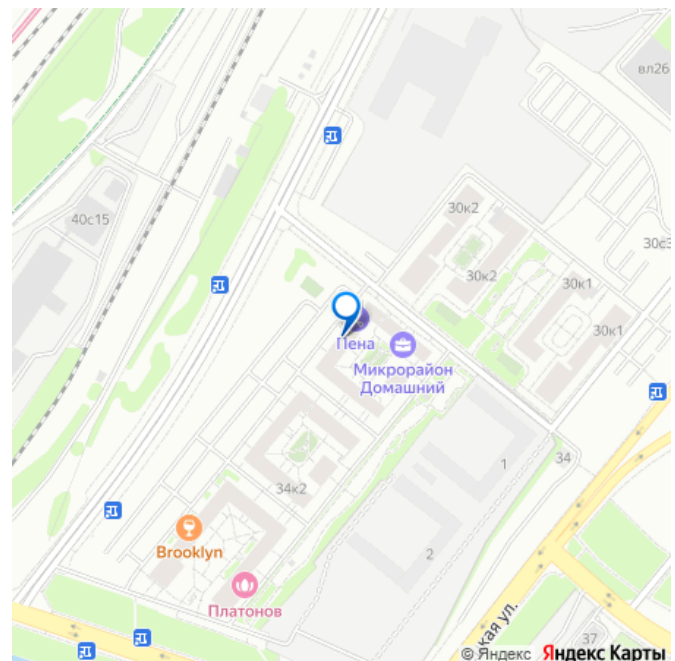 вл26
30к2
40с15
30с3
30к2
30к1
30к1
Пена
Микрорайон
Домашний
1
34
34к2
Brooklyn
2
Платонов
кая ул.
37
© Яндекс Яндекс Карты